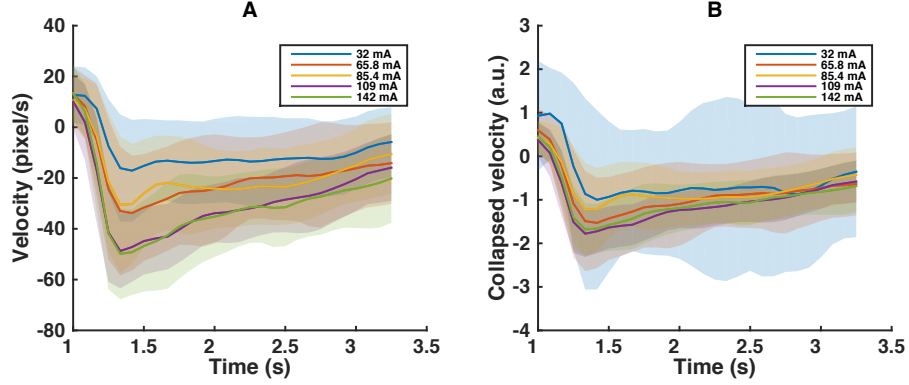 A
Velocity (pixel/s)
40
20
0
-20
-40
-60
-80
32 mA
65.8 mA
85.4 mA
109 mA
142 mA
1
1.5
2
2.5
3
3.5
Time (s)
B
Collapsed velocity (a.u.)
3
2
1
0
-1
-2
-3
-4
32 mA
65.8 mA
85.4 mA
109 mA
142 mA
1
1.5
2
2.5
3
3.5
Time (s)